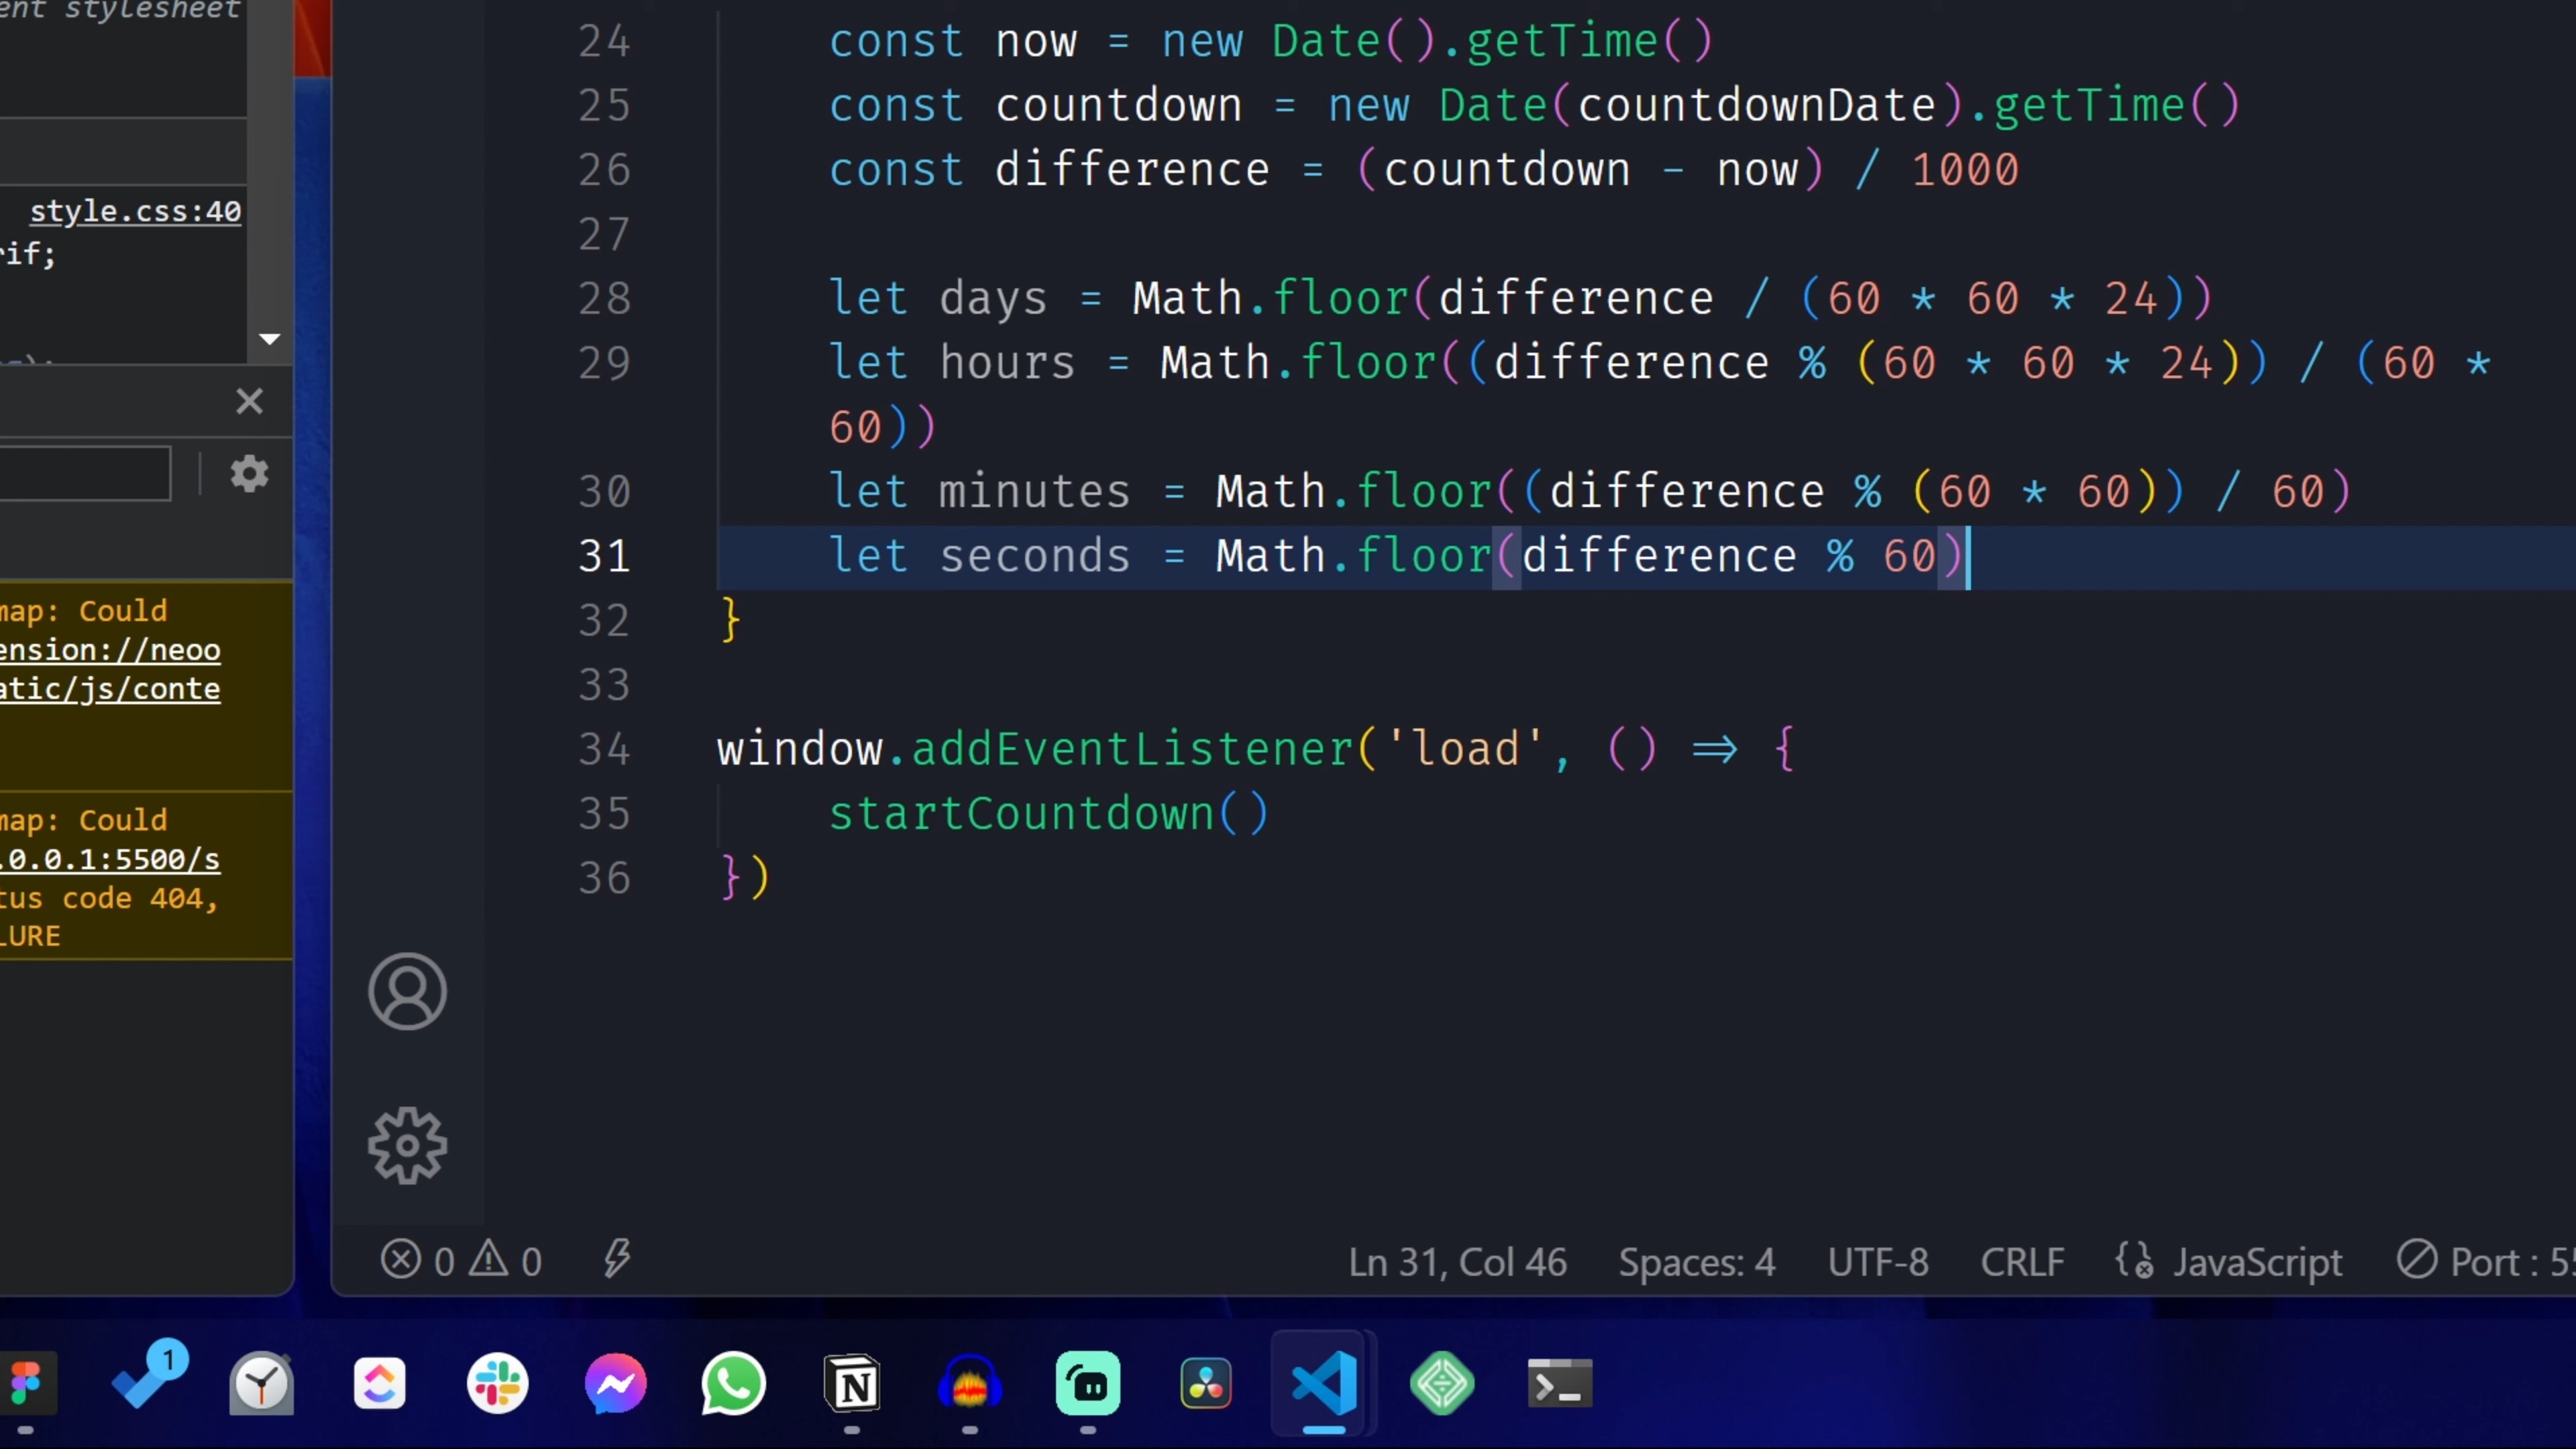 ent stylesheet
style.css:40
rif;
map: Could
ension://neoo
atic/js/conte
map: Could
.0.0.1:5500/s
tus code 404,
LURE
24 const now = new Date().getTime()
25 const countdown = new Date(countdownDate).getTime()
26 const difference = (countdown - now) / 1000
27
28 let days = Math.floor(difference / (60 * 60 * 24))
29 let hours = Math.floor((difference % (60 * 60 * 24)) / (60 *
60))
30 let minutes = Math.floor((difference % (60 * 60)) / 60)
31 let seconds = Math.floor(difference % 60)
32 }
33
34 window.addEventListener('load', () => {
35 startCountdown()
36 })
0 0 Ln 31, Col 46 Spaces: 4 UTF-8 CRLF JavaScript Port : 55
1